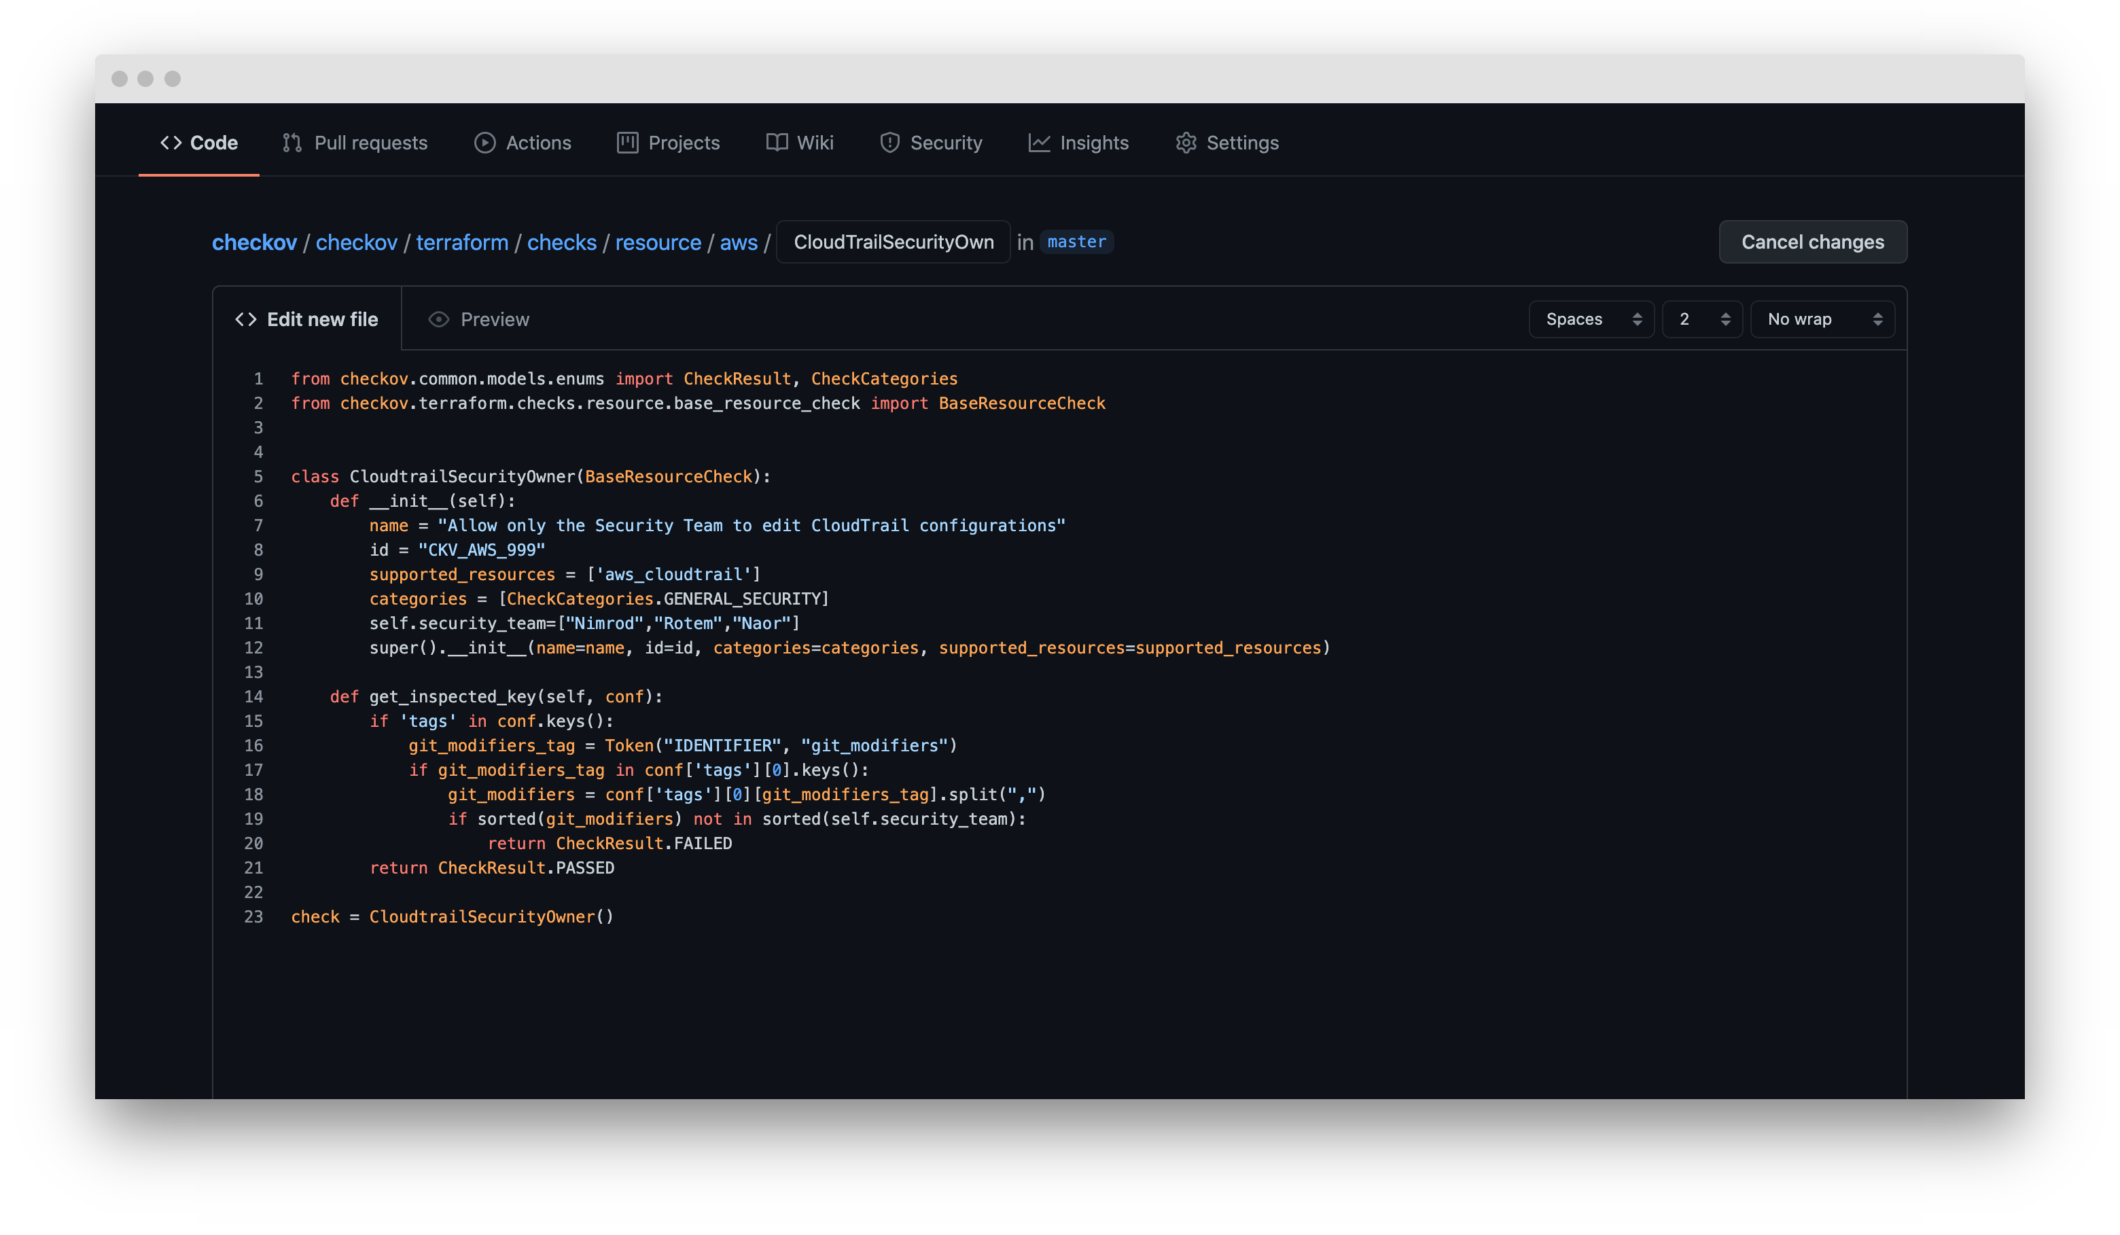 Code Pull requests Actions Projects Wiki Security Insights Settings
checkov / checkov / terraform / checks / resource / aws / CloudTrailSecurityOwn in master Cancel changes
Edit new file Preview Spaces 2 No wrap
1 from checkov.common.models.enums import CheckResult, CheckCategories
2 from checkov.terraform.checks.resource.base_resource_check import BaseResourceCheck
3
4
5 class CloudtrailSecurityOwner(BaseResourceCheck):
6     def __init__(self):
7         name = "Allow only the Security Team to edit CloudTrail configurations"
8         id = "CKV_AWS_999"
9         supported_resources = ['aws_cloudtrail']
10         categories = [CheckCategories.GENERAL_SECURITY]
11         self.security_team=["Nimrod","Rotem","Naor"]
12         super().__init__(name=name, id=id, categories=categories, supported_resources=supported_resources)
13
14     def get_inspected_key(self, conf):
15         if 'tags' in conf.keys():
16             git_modifiers_tag = Token("IDENTIFIER", "git_modifiers")
17             if git_modifiers_tag in conf['tags'][0].keys():
18                 git_modifiers = conf['tags'][0][git_modifiers_tag].split(",")
19                 if sorted(git_modifiers) not in sorted(self.security_team):
20                     return CheckResult.FAILED
21         return CheckResult.PASSED
22
23 check = CloudtrailSecurityOwner()